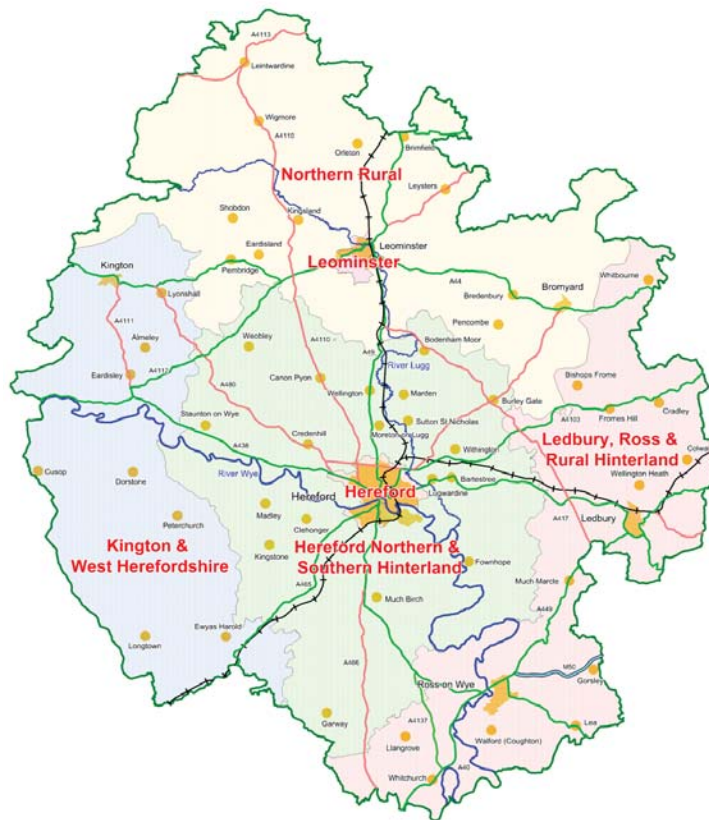 A4113
Leintwardine
Wigmore
A4110
Orleton
Brimfield
Northern Rural
Leysters
Shobdon
Kingsland
Eardisland
Leominster
Kington
Pembridge
Leominster
Whitbourne
Lyonshall
A44
Bredenbury
Bromyard
A4111
Pencombe
Almeley
Weobley
A4110
A49
Bodenham Moor
A4112
River Lugg
Eardisley
Canon Pyon
Bishops Frome
A480
Wellington
Marden
Burley Gate
Cradley
Staunton on Wye
Sutton St Nicholas
A4103
Fromes Hill
A438
Moreton on Lugg
Credenhill
Withington
Ledbury, Ross &
Rural Hinterland
Colwall
Cusop
Dorstone
River Wye
Bartestree
Wellington Heath
Hereford
Hereford
Lugwardine
Madley
Ledbury
Peterchurch
Clehonger
A417
Kington &
West Herefordshire
Kingstone
Hereford Northern &
Southern Hinterland
Fownhope
A465
Much Marcle
Much Birch
A449
Ewyas Harold
Longtown
A466
Ross-on Wye
M50
Gorsley
Garway
A4137
Lea
Llangrove
Walford (Coughton)
Whitchurch
A40